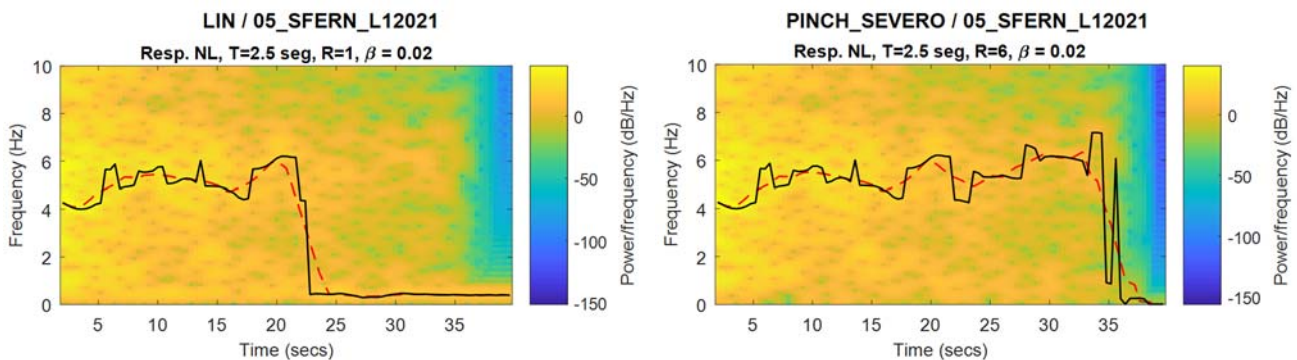 LIN / 05_SFERN_L12021
Resp. NL, T=2.5 seg, R=1, β = 0.02
10
8
6
4
2
0
Frequency (Hz)
5 10 15 20 25 30 35
Time (secs)
0
-50
-100
-150
Power/frequency (dB/Hz)
PINCH_SEVERO / 05_SFERN_L12021
Resp. NL, T=2.5 seg, R=6, β = 0.02
10
8
6
4
2
0
Frequency (Hz)
5 10 15 20 25 30 35
Time (secs)
0
-50
-100
-150
Power/frequency (dB/Hz)